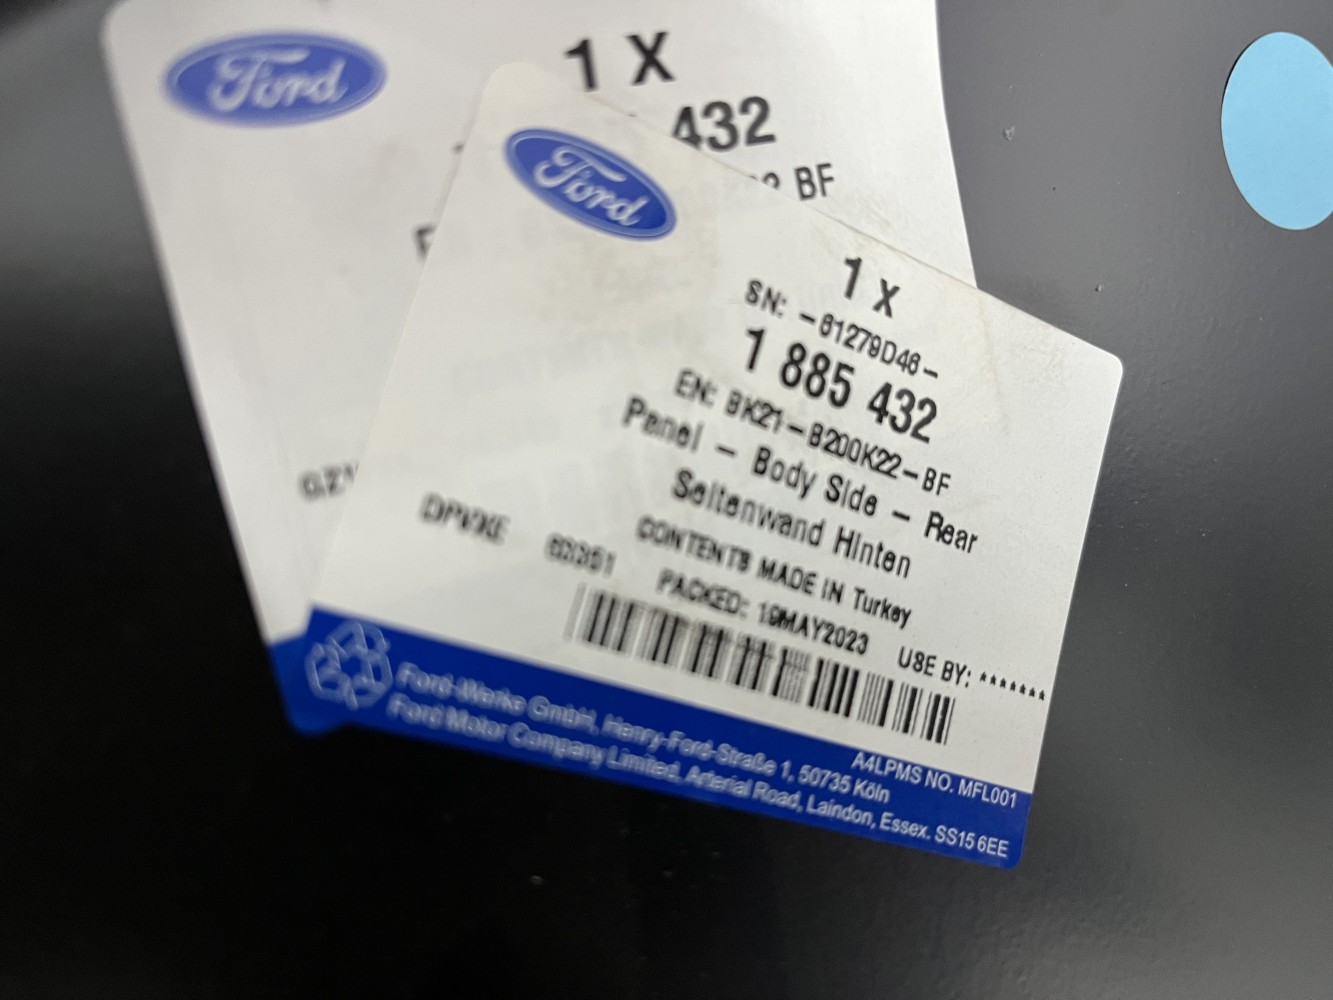 Ford
1 X
432
BF
Ford
1 X
SN: -61279D46-
1 885 432
EN: BK21-B200K22-BF
Panel - Body Side - Rear
Seitenwand Hinten
CONTENTS MADE IN Turkey
PACKED: 19MAY2023
USE BY: *******
A4LPMS NO. MFL001
Ford-Werke GmbH, Henry-Ford-Straße 1, 50735 Köln
Ford Motor Company Limited, Arterial Road, Laindon, Essex. SS15 6EE